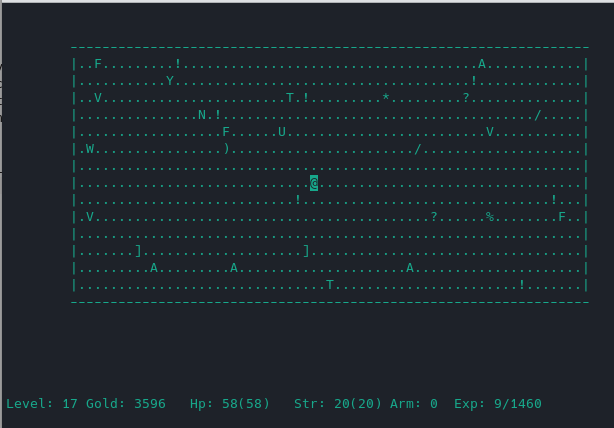 -----------------------------------------------------------------
|..F.........!.....................................A............|
|...........Y.....................................!.............|
|..V.......................T.!.........*.........?..............|
|...............N.!.......................................∕.....|
|..................F......U.........................V...........|
|.W................).......................∕....................|
|...............................................................|
|.............................@.................................|
|...........................!...............................!...|
|.V..........................................?......%........F..|
|...............................................................|
|.......]....................]..................................|
|.........A.........A.....................A.....................|
|...............................T.......................!.......|
-----------------------------------------------------------------
Level: 17 Gold: 3596   Hp: 58(58)   Str: 20(20) Arm: 0  Exp: 9/1460